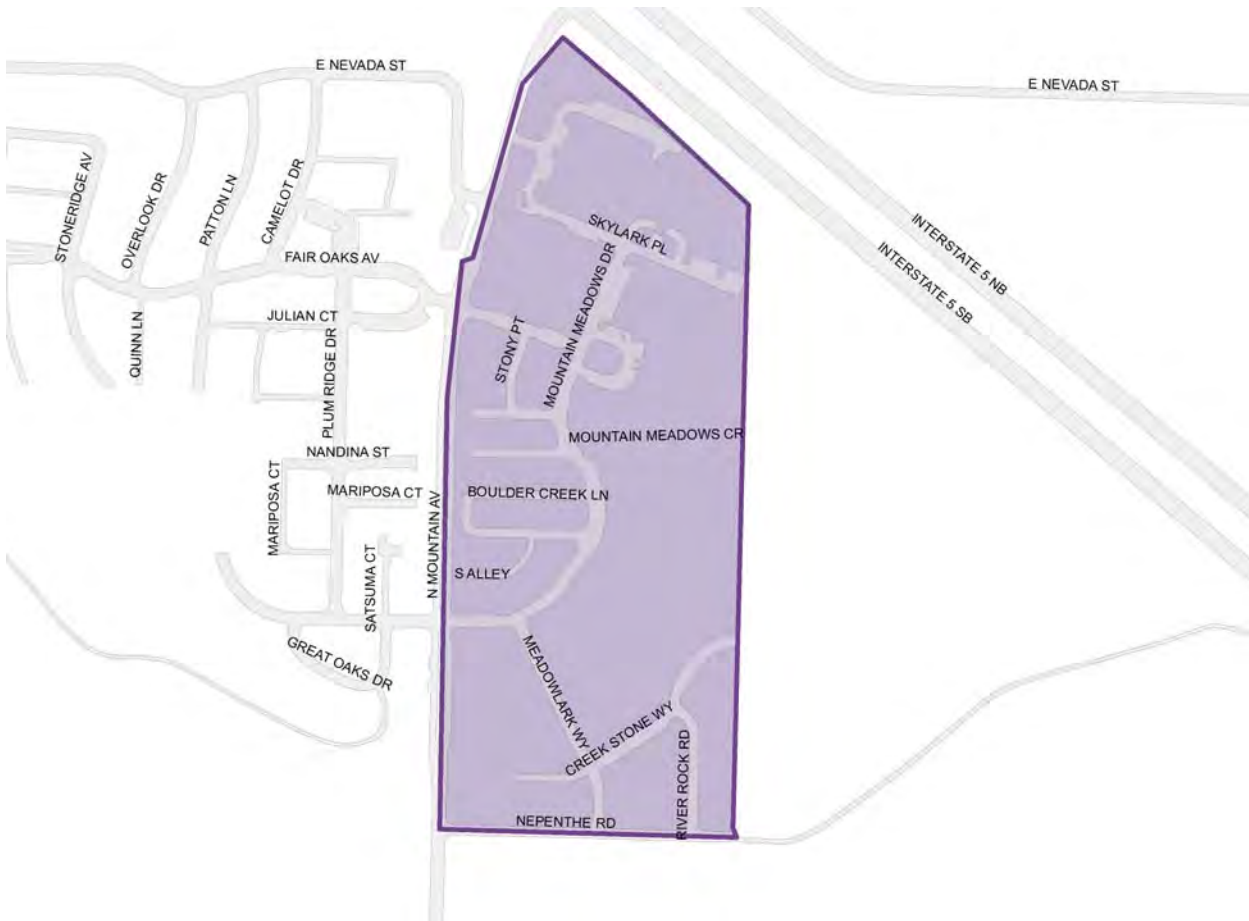 E NEVADA ST
E NEVADA ST
STONERIDGE AV
OVERLOOK DR
PATTON LN
CAMELOT DR
SKYLARK PL
INTERSTATE 5 NB
INTERSTATE 5 SB
FAIR OAKS AV
MOUNTAIN MEADOWS DR
JULIAN CT
QUINN LN
STONY PT
PLUM RIDGE DR
MOUNTAIN MEADOWS CR
NANDINA ST
MARIPOSA CT
MARIPOSA CT
BOULDER CREEK LN
N MOUNTAIN AV
S ALLEY
SATSUMA CT
GREAT OAKS DR
MEADOWLARK WY
CREEK STONE WY
RIVER ROCK RD
NEPENTHE RD